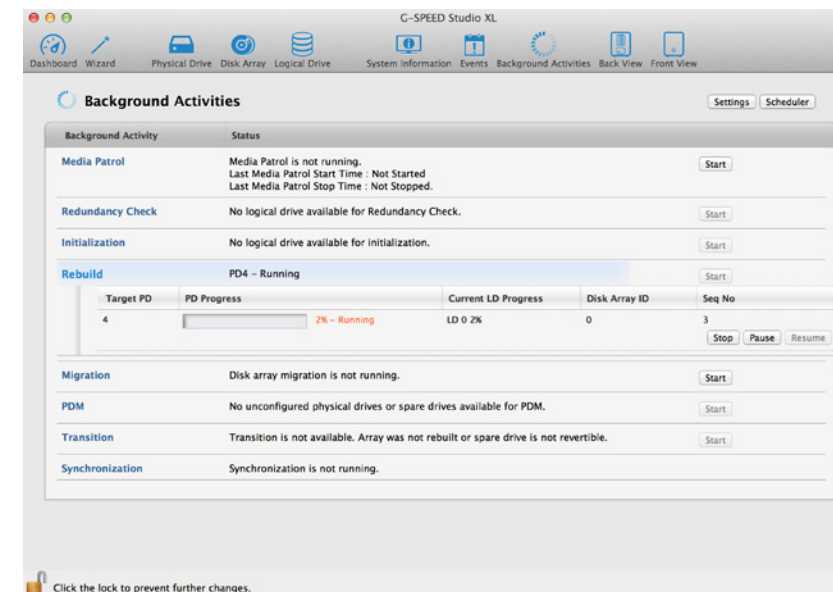 G-SPEED Studio XL
Dashboard Wizard Physical Drive Disk Array Logical Drive System Information Events Background Activities Back View Front View
Background Activities Settings Scheduler
Background Activity Status
Media Patrol Media Patrol is not running. Start
Last Media Patrol Start Time : Not Started
Last Media Patrol Stop Time : Not Stopped.
Redundancy Check No logical drive available for Redundancy Check. Start
Initialization No logical drive available for initialization. Start
Rebuild PD4 - Running Start
Target PD PD Progress Current LD Progress Disk Array ID Seq No
4 2% - Running LD 0 2% 0 3
Stop Pause Resume
Migration Disk array migration is not running. Start
PDM No unconfigured physical drives or spare drives available for PDM. Start
Transition Transition is not available. Array was not rebuilt or spare drive is not revertible. Start
Synchronization Synchronization is not running.
Click the lock to prevent further changes.